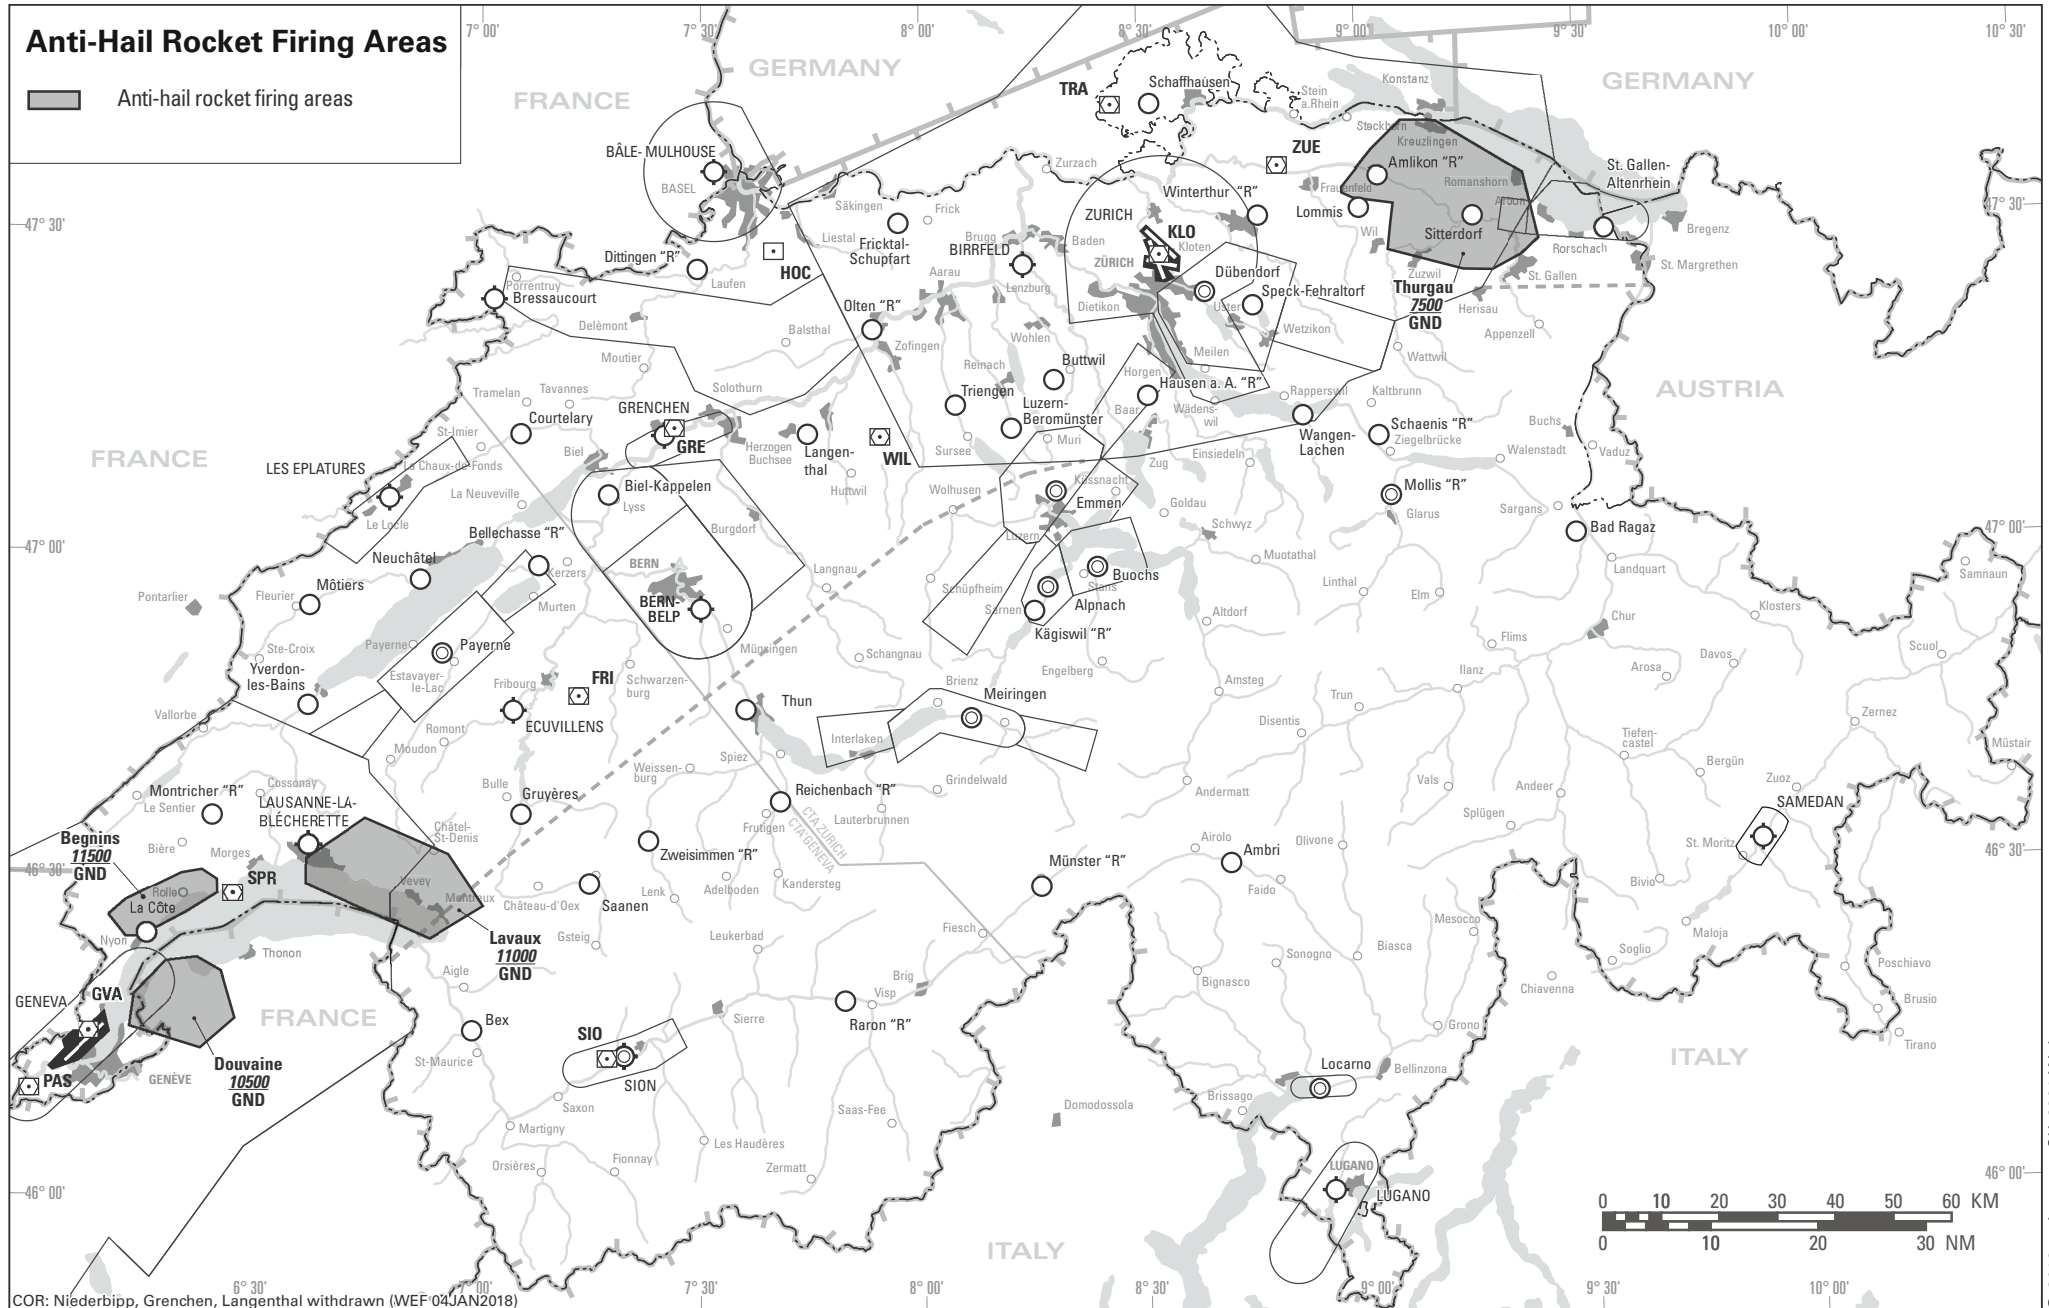 Anti-Hail Rocket Firing Areas
Anti-hail rocket firing areas
7° 00'
7° 30'
8° 00'
8° 30'
9° 00'
9° 30'
10° 00'
10° 30'
GERMANY
FRANCE
GERMANY
TRA
Schaffhausen
Konstanz
Stein
a.Rhein
Steckborn
Kreuzlingen
BÂLE- MULHOUSE
BASEL
ZUE
Amlikon “R”
St. Gallen-
Altenrhein
Zurzach
Winterthur “R”
Frauenfeld
Romanshorn
Arbon
47° 30'
Säkingen
Frick
Liestal
Fricktal-
Schupfart
Brugg
BIRRFELD
Baden
ZURICH
KLO
Kloten
ZÜRICH
Lommis
Wil
Sitterdorf
Rorschach
Bregenz
47° 30'
Dittingen “R”
HOC
Laufen
Aarau
Lenzburg
Dübendorf
Speck-Fehraltorf
Zuzwil
Thurgau
7500
GND
St. Gallen
St. Margrethen
Herisau
Appenzell
Porrentruy
Bressaucourt
Delèmont
Balsthal
Olten “R”
Zofingen
Wohlen
Dietikon
Uster
Wetzikon
Moutier
Reinach
Buttwil
Meilen
Wattwil
Tramelan
Tavannes
Solothurn
Triengen
Luzern-
Beromünster
Horgen
Hausen a. A. “R”
Baar
Wädens-
wil
Rapperswil
Kaltbrunn
AUSTRIA
Courtelary
GRENCHEN
GRE
St-Imier
Biel
Herzogen
Buchsee
Langen-
thal
WIL
Sursee
Muri
Zug
Einsiedeln
Wangen-
Lachen
Schaenis “R”
Ziegelbrücke
Buchs
Walenstadt
Vaduz
FRANCE
LES EPLATURES
La Chaux-de-Fonds
Le Locle
La Neuveville
Biel-Kappelen
Lyss
Huttwil
Burgdorf
Wolhusen
Küssnacht
Emmen
Goldau
Schwyz
Mollis “R”
Glarus
Sargans
Bad Ragaz
47° 00'
47° 00'
Bellechasse “R”
Neuchâtel
Kerzers
Murten
BERN
BERN-
BELP
Langnau
Luzern
Schüpfheim
Sarnen
Stans
Buochs
Alpnach
Kägiswil “R”
Muotathal
Linthal
Elm
Landquart
Samnaun
Môtiers
Fleurier
Pontarlier
Altdorf
Klosters
Chur
Ste-Croix
Payerne
Payerne
Estavayer-
le-Lac
Münsingen
Schangnau
Engelberg
Flims
Ilanz
Arosa
Davos
Scuol
Yverdon-
les-Bains
Fribourg
FRI
Schwarzen-
burg
Brienz
Meiringen
Amsteg
Trun
Vallorbe
Romont
Moudon
ECUVILLENS
Thun
Interlaken
Disentis
Tiefen-
castel
Zernez
Müstair
Spiez
Weissen-
burg
Grindelwald
Andermatt
Vals
Andeer
Bergün
Zuoz
Cossonay
Montricher “R”
Le Sentier
LAUSANNE-LA-
BLÉCHERETTE
Bulle
Gruyères
Reichenbach “R”
Frutigen
Lauterbrunnen
CTA ZURICH
CTA GENEVA
Splügen
SAMEDAN
St. Moritz
Begnins
11500
GND
Bière
Morges
Châtel-
St-Denis
Zweisimmen “R”
Airolo
Olivone
46° 30'
46° 30'
SPR
Rolle
La Côte
Vevey
Montreux
Château-d'Oex
Saanen
Lenk
Adelboden
Kandersteg
Münster “R”
Ambri
Faido
Bivio
Nyon
Thonon
Lavaux
11000
GND
Gsteig
Leukerbad
Fiesch
Mesocco
Maloja
Sonogno
Biasca
Soglio
Poschiavo
GENEVA
GVA
FRANCE
Aigle
Brig
Visp
Bignasco
Chiavenna
Brusio
Bex
SIO
Sierre
Raron “R”
Grono
Tirano
PAS
GENÈVE
Douvaine
10500
GND
St-Maurice
SION
Locarno
Bellinzona
ITALY
Saxon
Martigny
Saas-Fee
Domodossola
Brissago
Les Haudères
Orsières
Fionnay
Zermatt
46° 00'
46° 00'
LUGANO
LUGANO
0 10 20 30 40 50 60 KM
0 10 20 30 NM
ITALY
6° 30'
7° 00'
7° 30'
8° 00'
8° 30'
9° 00'
9° 30'
10° 00'
COR: Niederbipp, Grenchen, Langenthal withdrawn (WEF 04JAN2018)